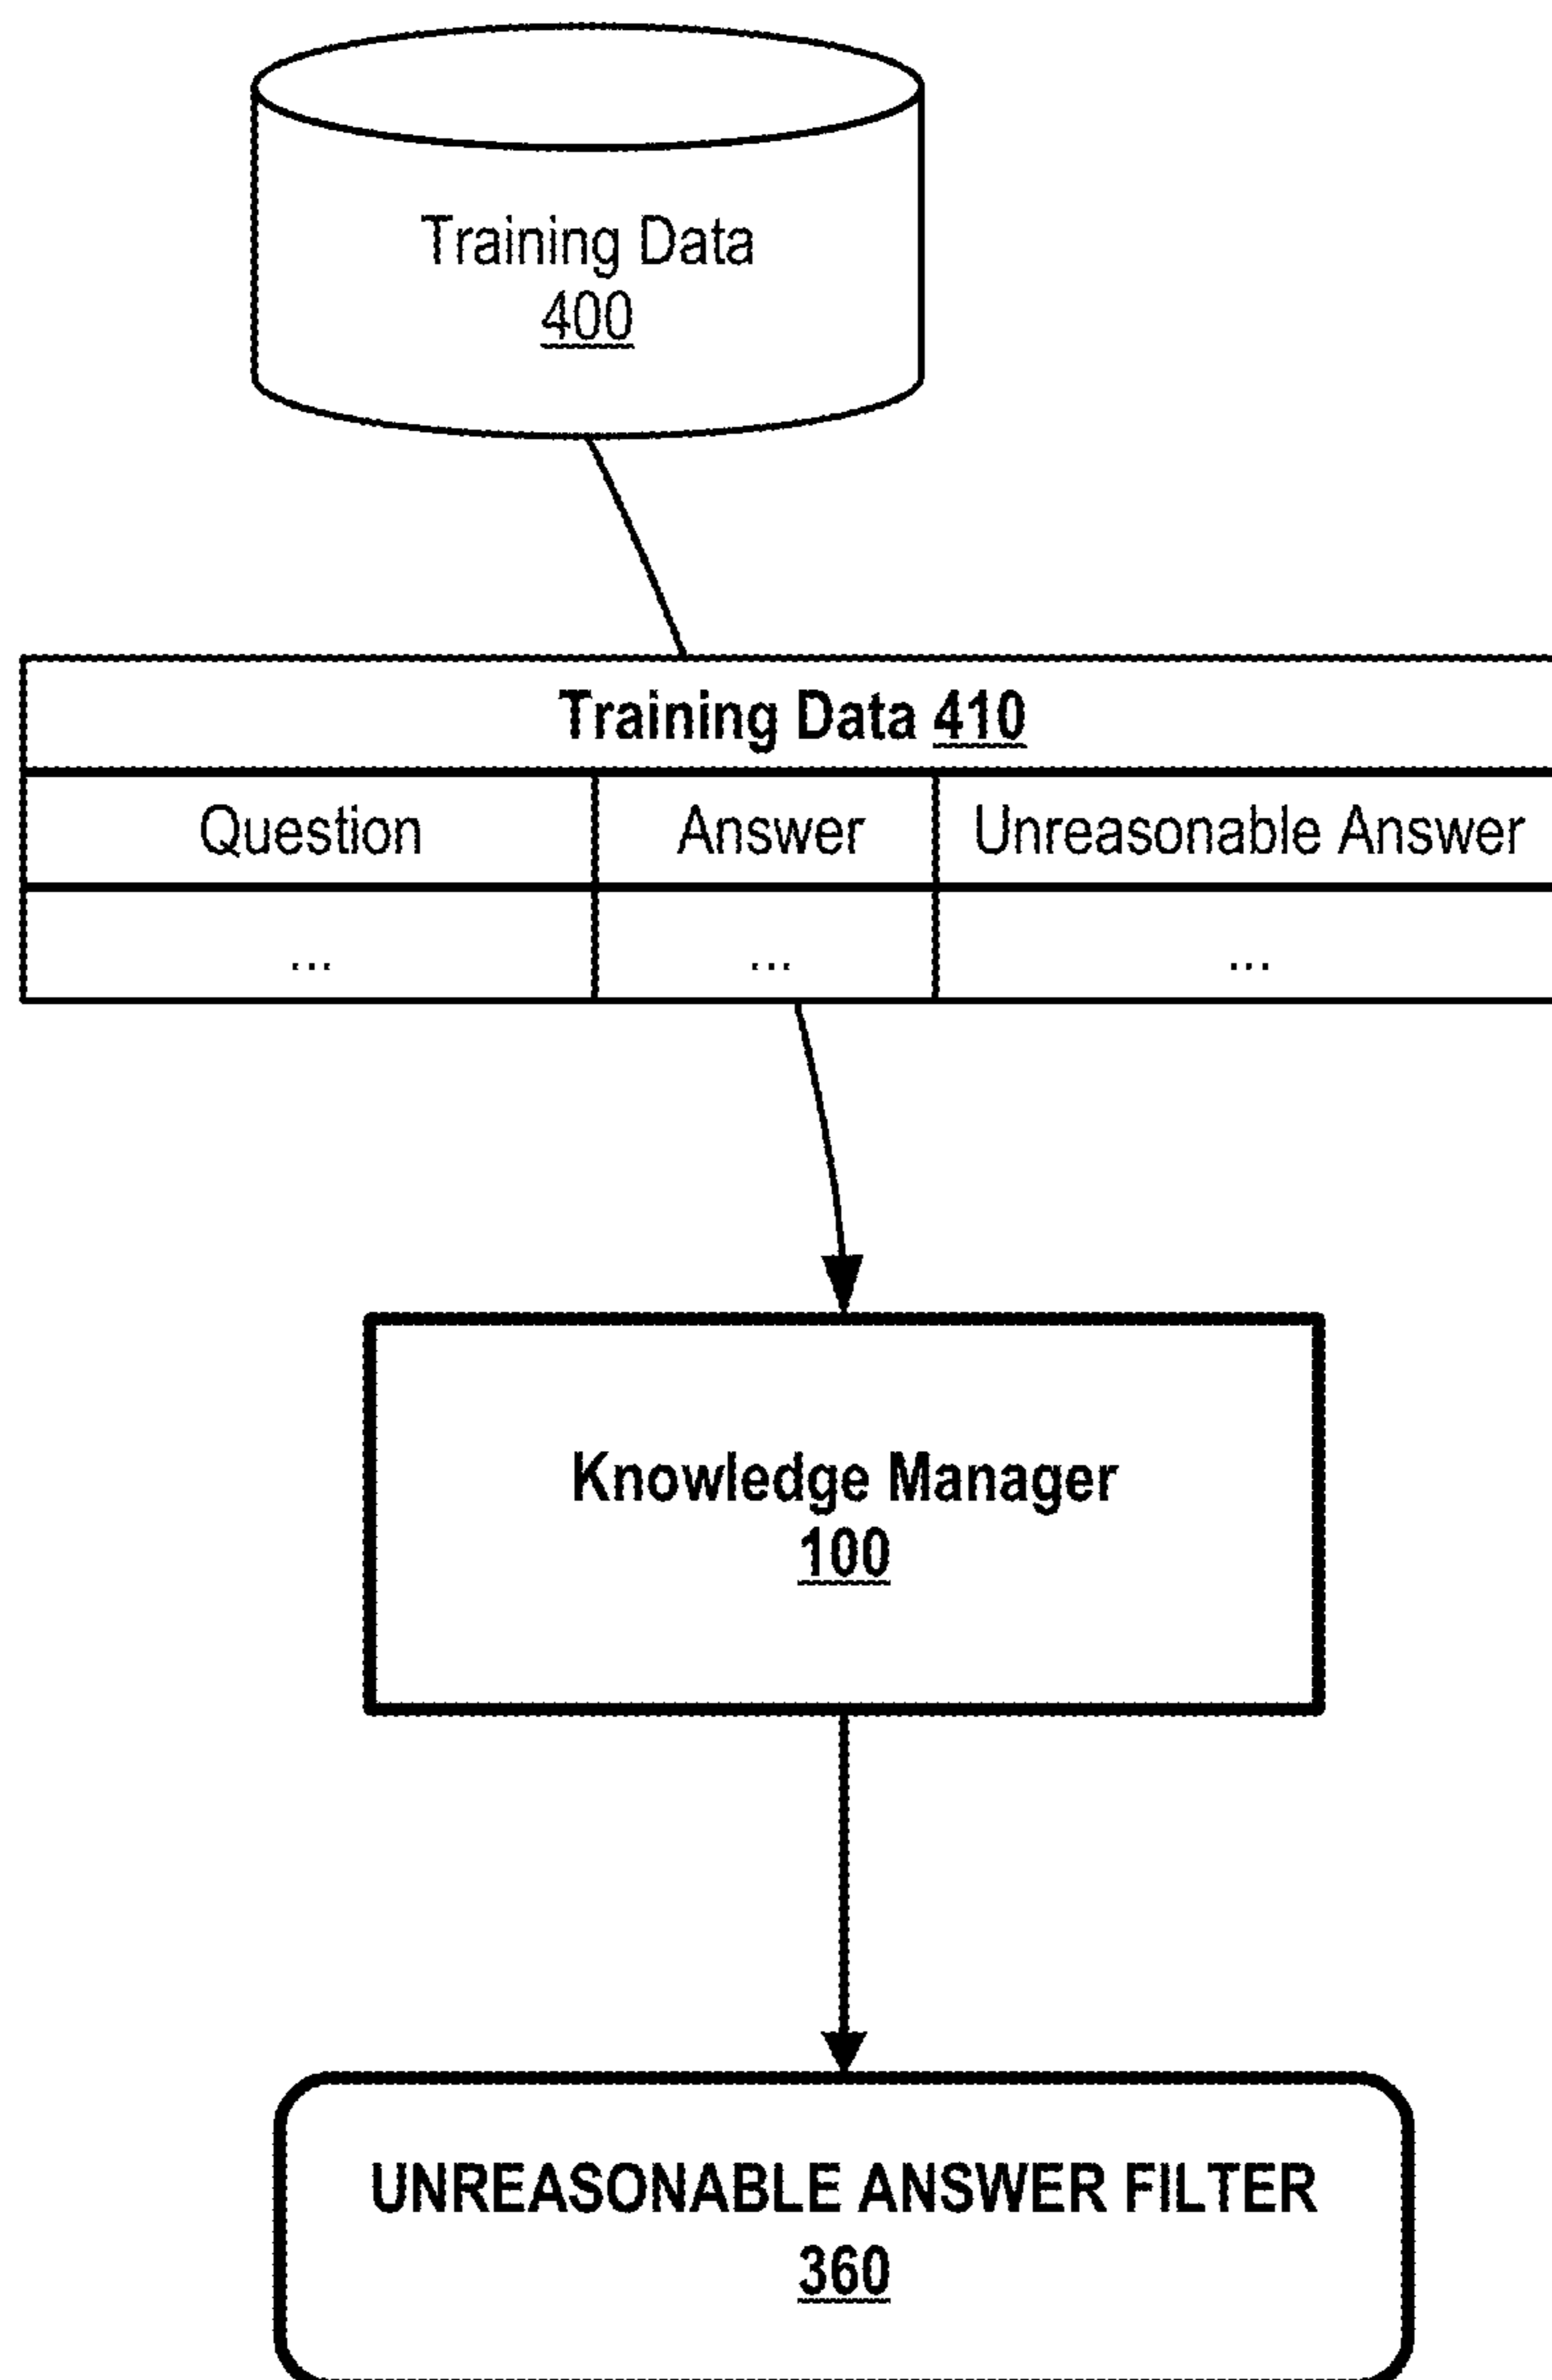 Training Data
400
Training Data 410
Question Answer Unreasonable Answer
... ... ...
Knowledge Manager
100
UNREASONABLE ANSWER FILTER
360